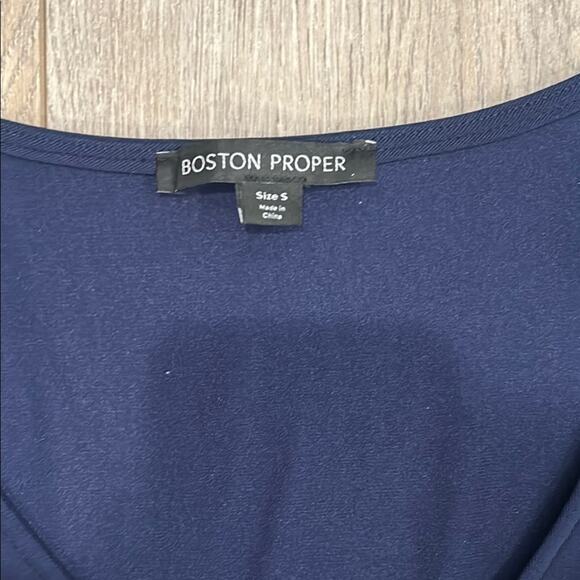 BOSTON PROPER
Size S
Made in
China